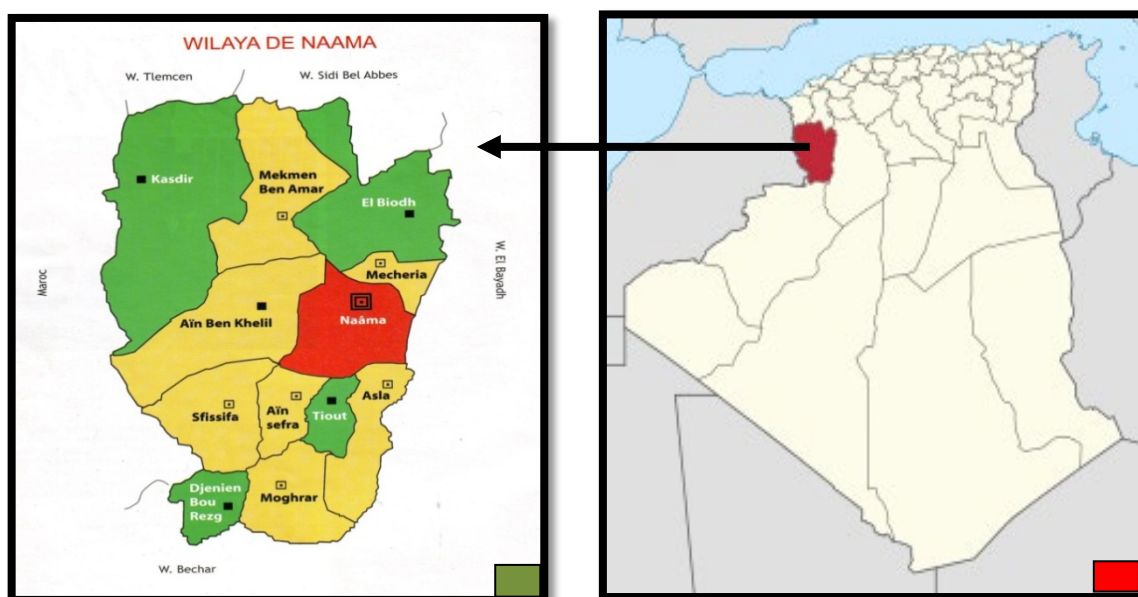 WILAYA DE NAAMA
W. Tlemcen
W. Sidi Bel Abbes
Kasdir
Mekmen
Ben Amar
El Biodh
Mecheria
Maroc
W. El Bayadh
Aïn Ben Khelil
Naâma
Asla
Sfissifa
Aïn
sefra
Tiout
Djenien
Bou
Rezg
Moghrar
W. Bechar